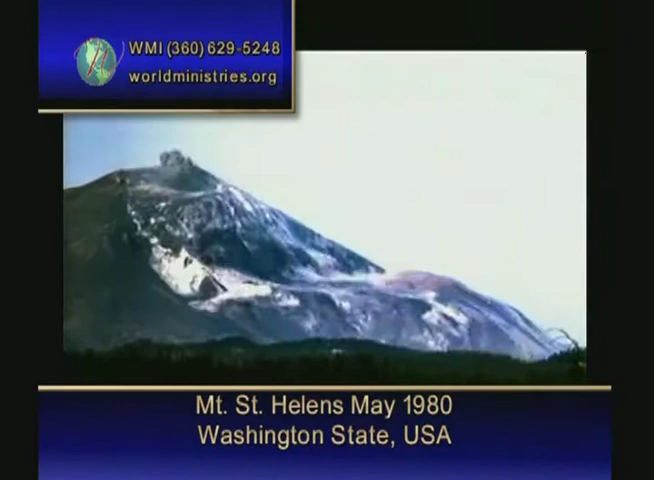 WMI (360) 629-5248
worldministries.org
Mt. St. Helens May 1980
Washington State, USA